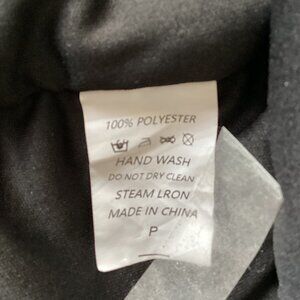 100% POLYESTER
HAND WASH
DO NOT DRY CLEAN
STEAM LRON
MADE IN CHINA
P